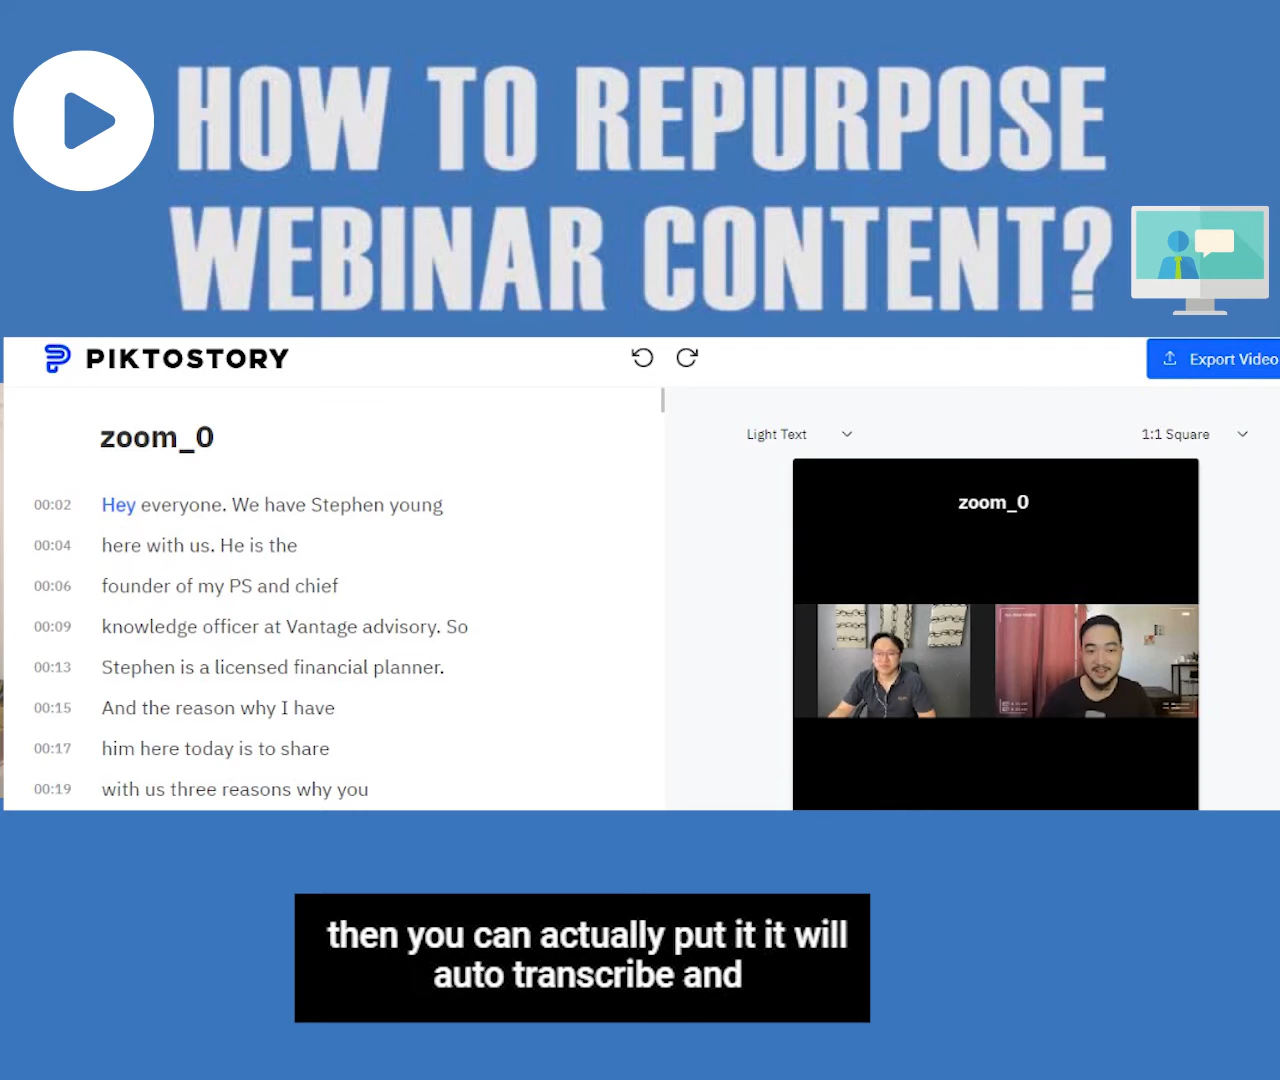 HOW TO REPURPOSE
WEBINAR CONTENT?
PIKTOSTORY
Export Video
zoom_0
Light Text
1:1 Square
00:02 Hey everyone. We have Stephen young
00:04 here with us. He is the
00:06 founder of my PS and chief
00:09 knowledge officer at Vantage advisory. So
00:13 Stephen is a licensed financial planner.
00:15 And the reason why I have
00:17 him here today is to share
00:19 with us three reasons why you
zoom_0
then you can actually put it it will
auto transcribe and